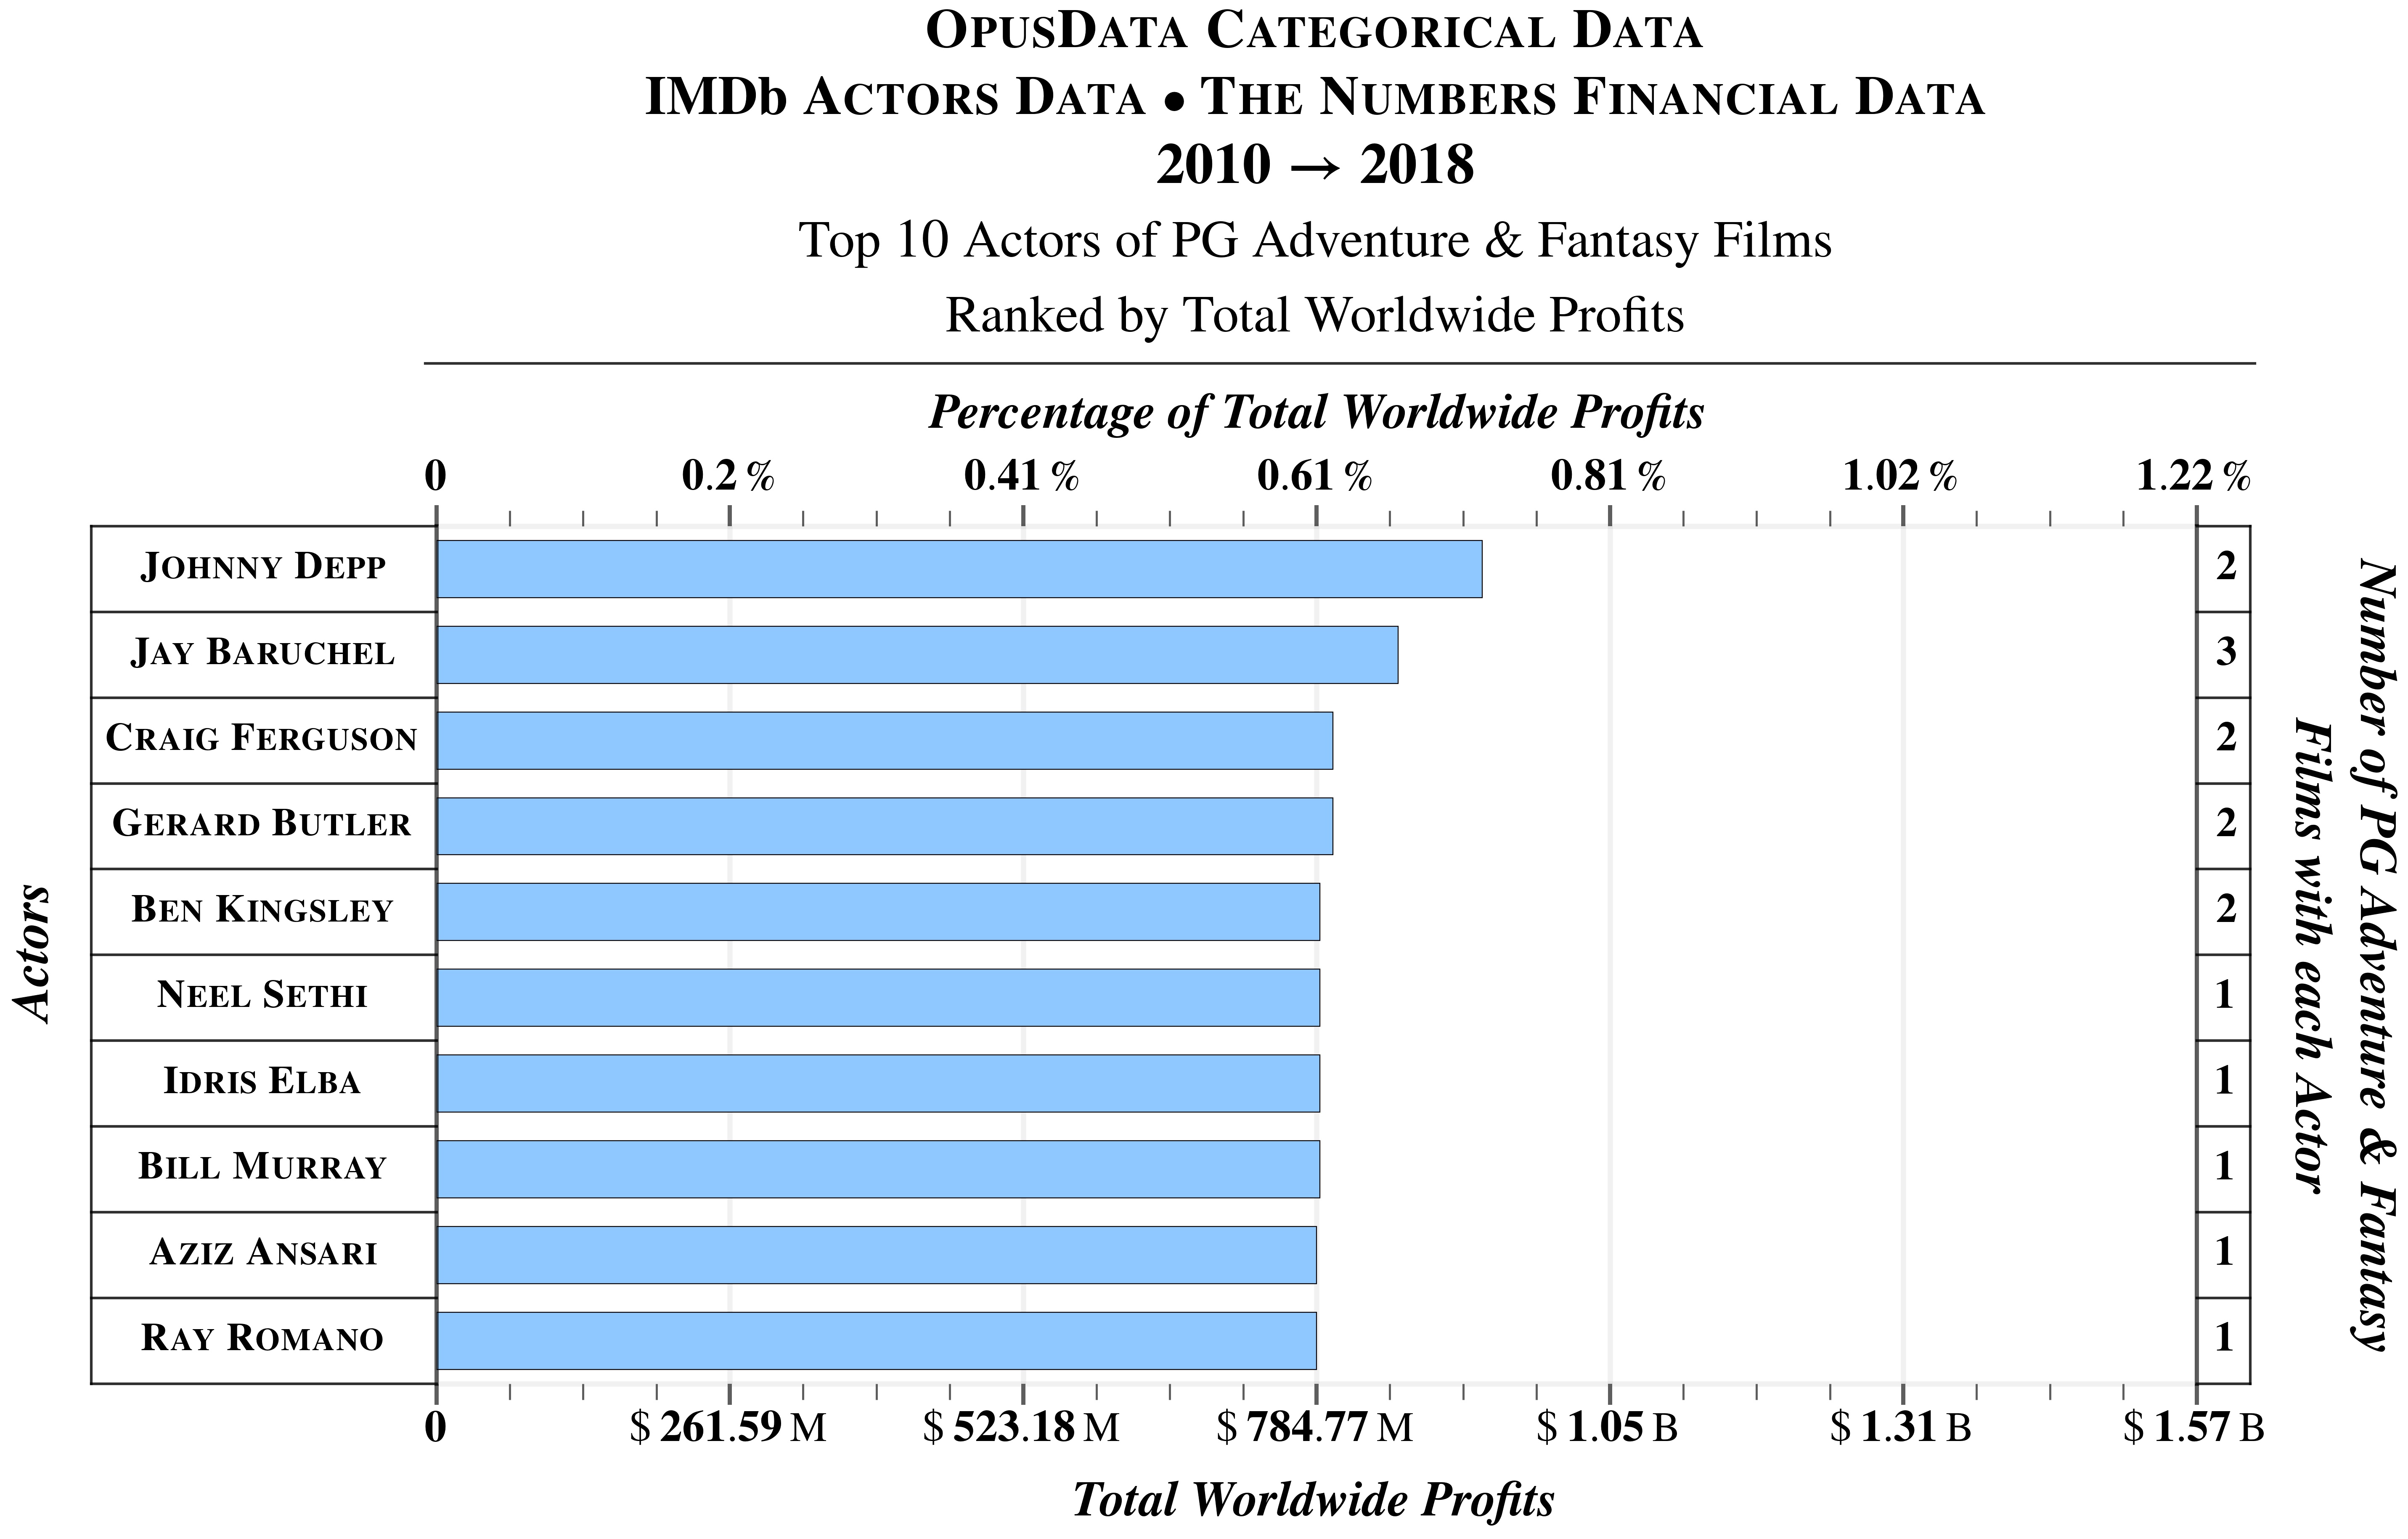 OpusData Categorical Data
IMDb Actors Data • The Numbers Financial Data
2010 → 2018
Top 10 Actors of PG Adventure & Fantasy Films
Ranked by Total Worldwide Profits
Percentage of Total Worldwide Profits
0 0.2 % 0.41 % 0.61 % 0.81 % 1.02 % 1.22 %
Actors
Johnny Depp 2
Jay Baruchel 3
Craig Ferguson 2
Gerard Butler 2
Ben Kingsley 2
Neel Sethi 1
Idris Elba 1
Bill Murray 1
Aziz Ansari 1
Ray Romano 1
Number of PG Adventure & Fantasy
Films with each Actor
0 $ 261.59 M $ 523.18 M $ 784.77 M $ 1.05 B $ 1.31 B $ 1.57 B
Total Worldwide Profits